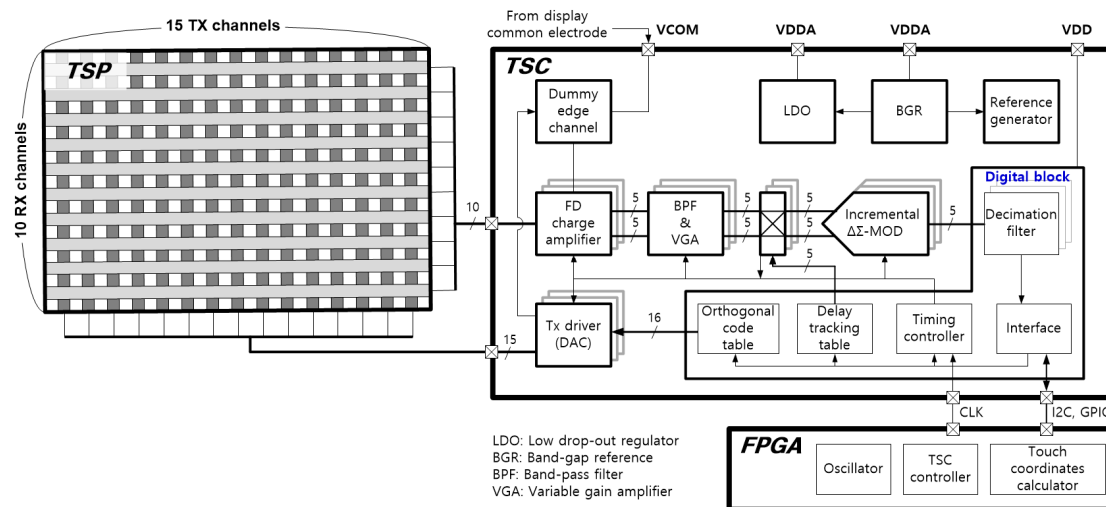 15 TX channels
10 RX channels
TSP
From display
common electrode
VCOM
VDDA
VDDA
VDD
TSC
Dummy
edge
channel
LDO
BGR
Reference
generator
Digital block
10
FD
charge
amplifier
5
5
BPF
&
VGA
5
5
5
5
5
Incremental
ΔΣ-MOD
5
Decimation
filter
Tx driver
(DAC)
15
16
Orthogonal
code
table
Delay
tracking
table
Timing
controller
Interface
CLK
I2C, GPIO
LDO: Low drop-out regulator
BGR: Band-gap reference
BPF: Band-pass filter
VGA: Variable gain amplifier
FPGA
Oscillator
TSC
controller
Touch
coordinates
calculator